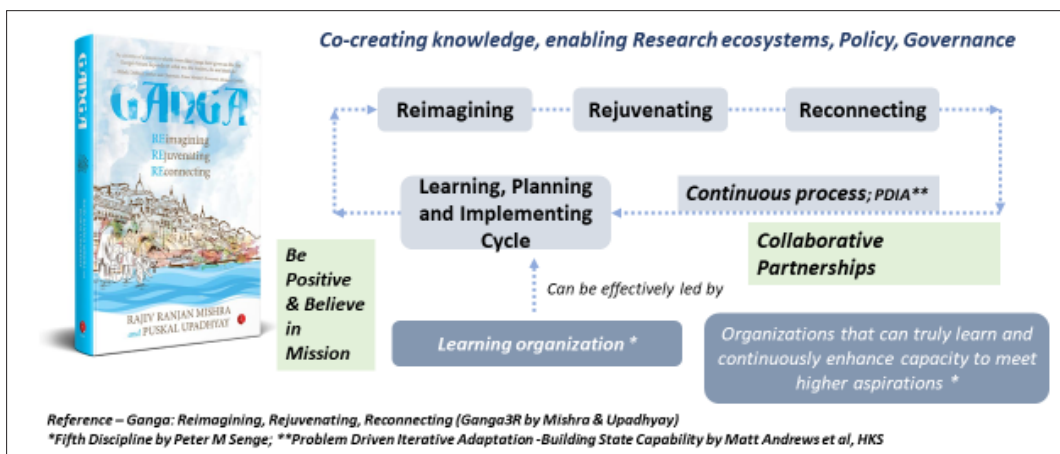 Co-creating knowledge, enabling Research ecosystems, Policy, Governance
GANGA
GANGA
REimagining
REjuvenating
REconnecting
RAJIV RANJAN MISHRA
and PUSKAL UPADHYAY
Reimagining
Rejuvenating
Reconnecting
Learning, Planning
and Implementing
Cycle
Continuous process; PDIA**
Collaborative
Partnerships
Be
Positive
& Believe
in
Mission
Can be effectively led by
Learning organization *
Organizations that can truly learn and
continuously enhance capacity to meet
higher aspirations *
Reference – Ganga: Reimagining, Rejuvenating, Reconnecting (Ganga3R by Mishra & Upadhyay)
*Fifth Discipline by Peter M Senge; **Problem Driven Iterative Adaptation -Building State Capability by Matt Andrews et al, HKS